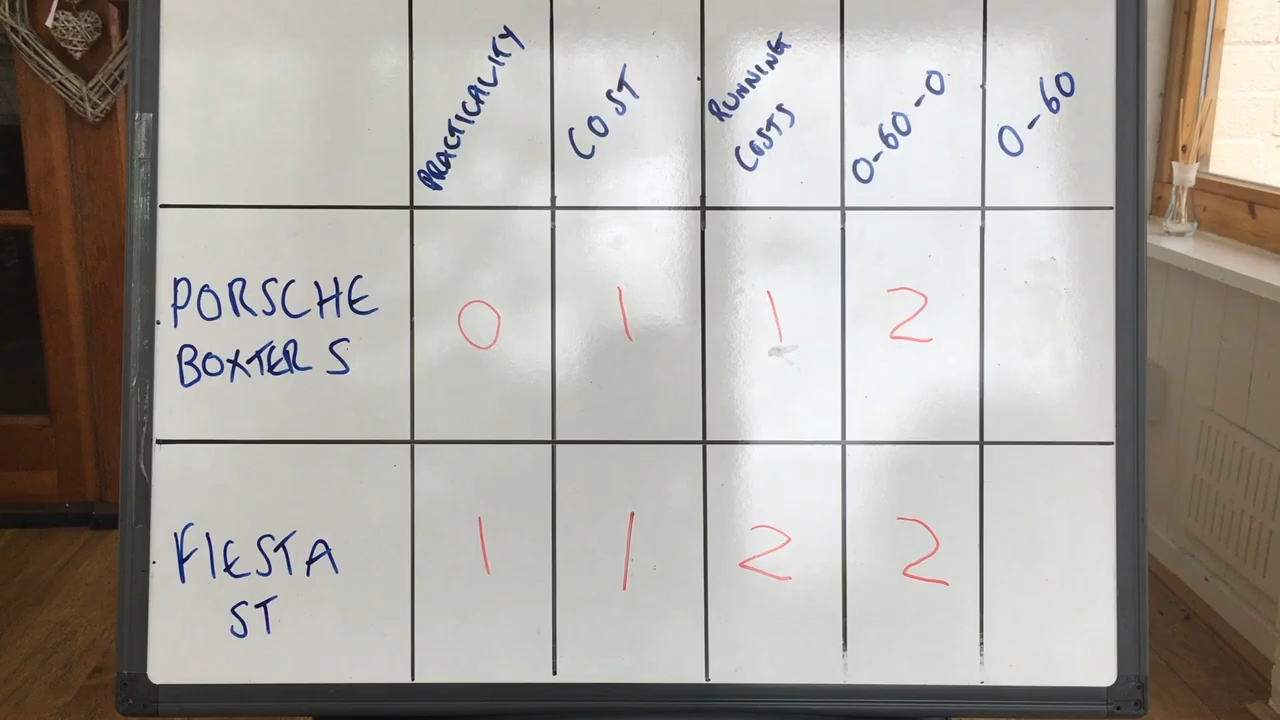 PRACTICALITY
COST
RUNNING
COSTS
0-60-0
0-60
PORSCHE
BOXTER S
0
1
1
2
FIESTA
ST
1
1
2
2